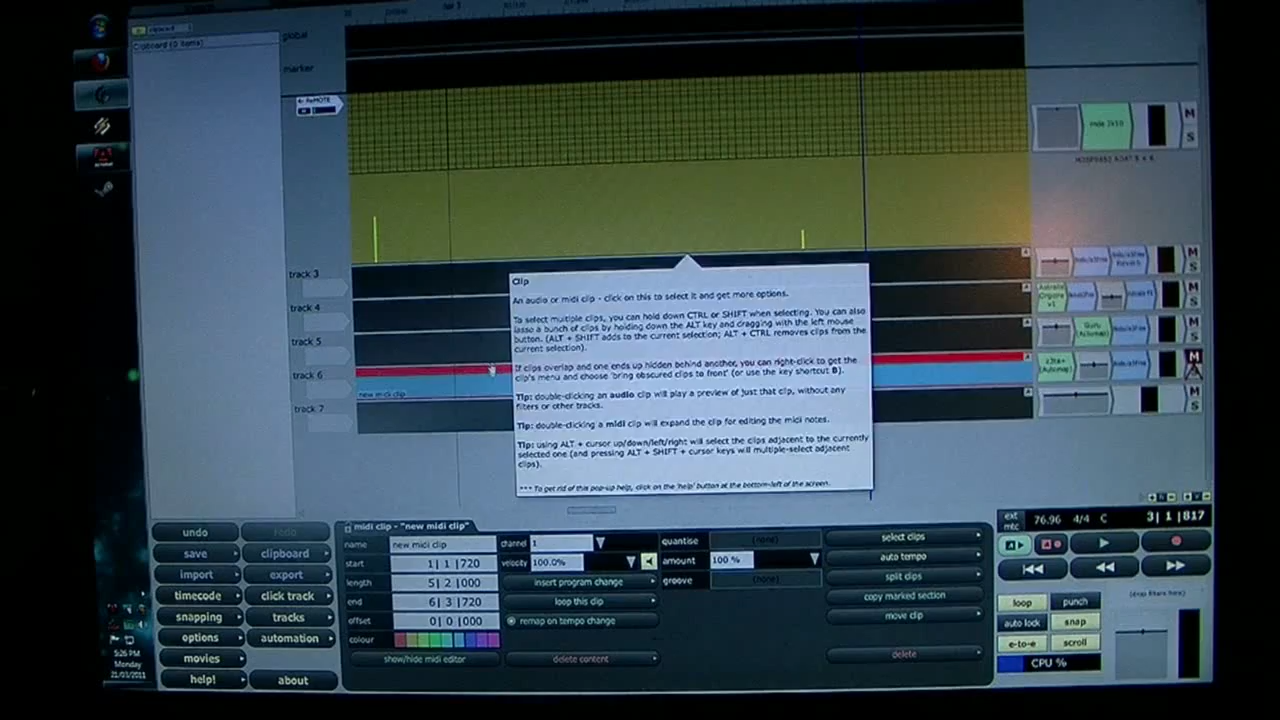 Clipboard (0 items)
global
marker
ReMOTE
track 3
track 4
track 5
track 6
track 7
new midi clip
M
S
M
S
M
S
M
S
M
M
S
Clip
An audio or midi clip - click on this to select it and get more options.
To select multiple clips, you can hold down CTRL or SHIFT when selecting. You can also
lasso a bunch of clips by holding down the ALT key and dragging with the left mouse
button. (ALT + SHIFT adds to the current selection; ALT + CTRL removes clips from the
current selection).
If clips overlap and one ends up hidden behind another, you can right-click to get the
clip's menu and choose 'bring obscured clips to front' (or use the key shortcut B).
Tip: double-clicking an audio clip will play a preview of just that clip, without any
filters or other tracks.
Tip: double-clicking a midi clip will expand the clip for editing the midi notes.
Tip: using ALT + cursor up/down/left/right will select the clips adjacent to the currently
selected one (and pressing ALT + SHIFT + cursor keys will multiple-select adjacent
clips).
*** To get rid of this pop-up help, click on the 'help' button at the bottom-left of the screen.
undo
redo
save
clipboard
import
export
timecode
click track
snapping
tracks
options
automation
movies
help!
about
midi clip - "new midi clip"
name
new midi clip
start
1| 1 |720
length
5| 2 |000
end
6| 3 |720
offset
0| 0 |000
colour
show/hide midi editor
channel
1
velocity
100.0%
insert program change
loop this clip
remap on tempo change
delete content
quantise
(none)
amount
100 %
groove
(none)
select clips
auto tempo
split clips
copy marked section
move clip
delete
ext
mtc
76.96
4/4
C
3| 1 |817
loop
punch
auto lock
snap
e-to-e
scroll
CPU %
(drop filters here)
5:26 PM
Monday
21/03/2011